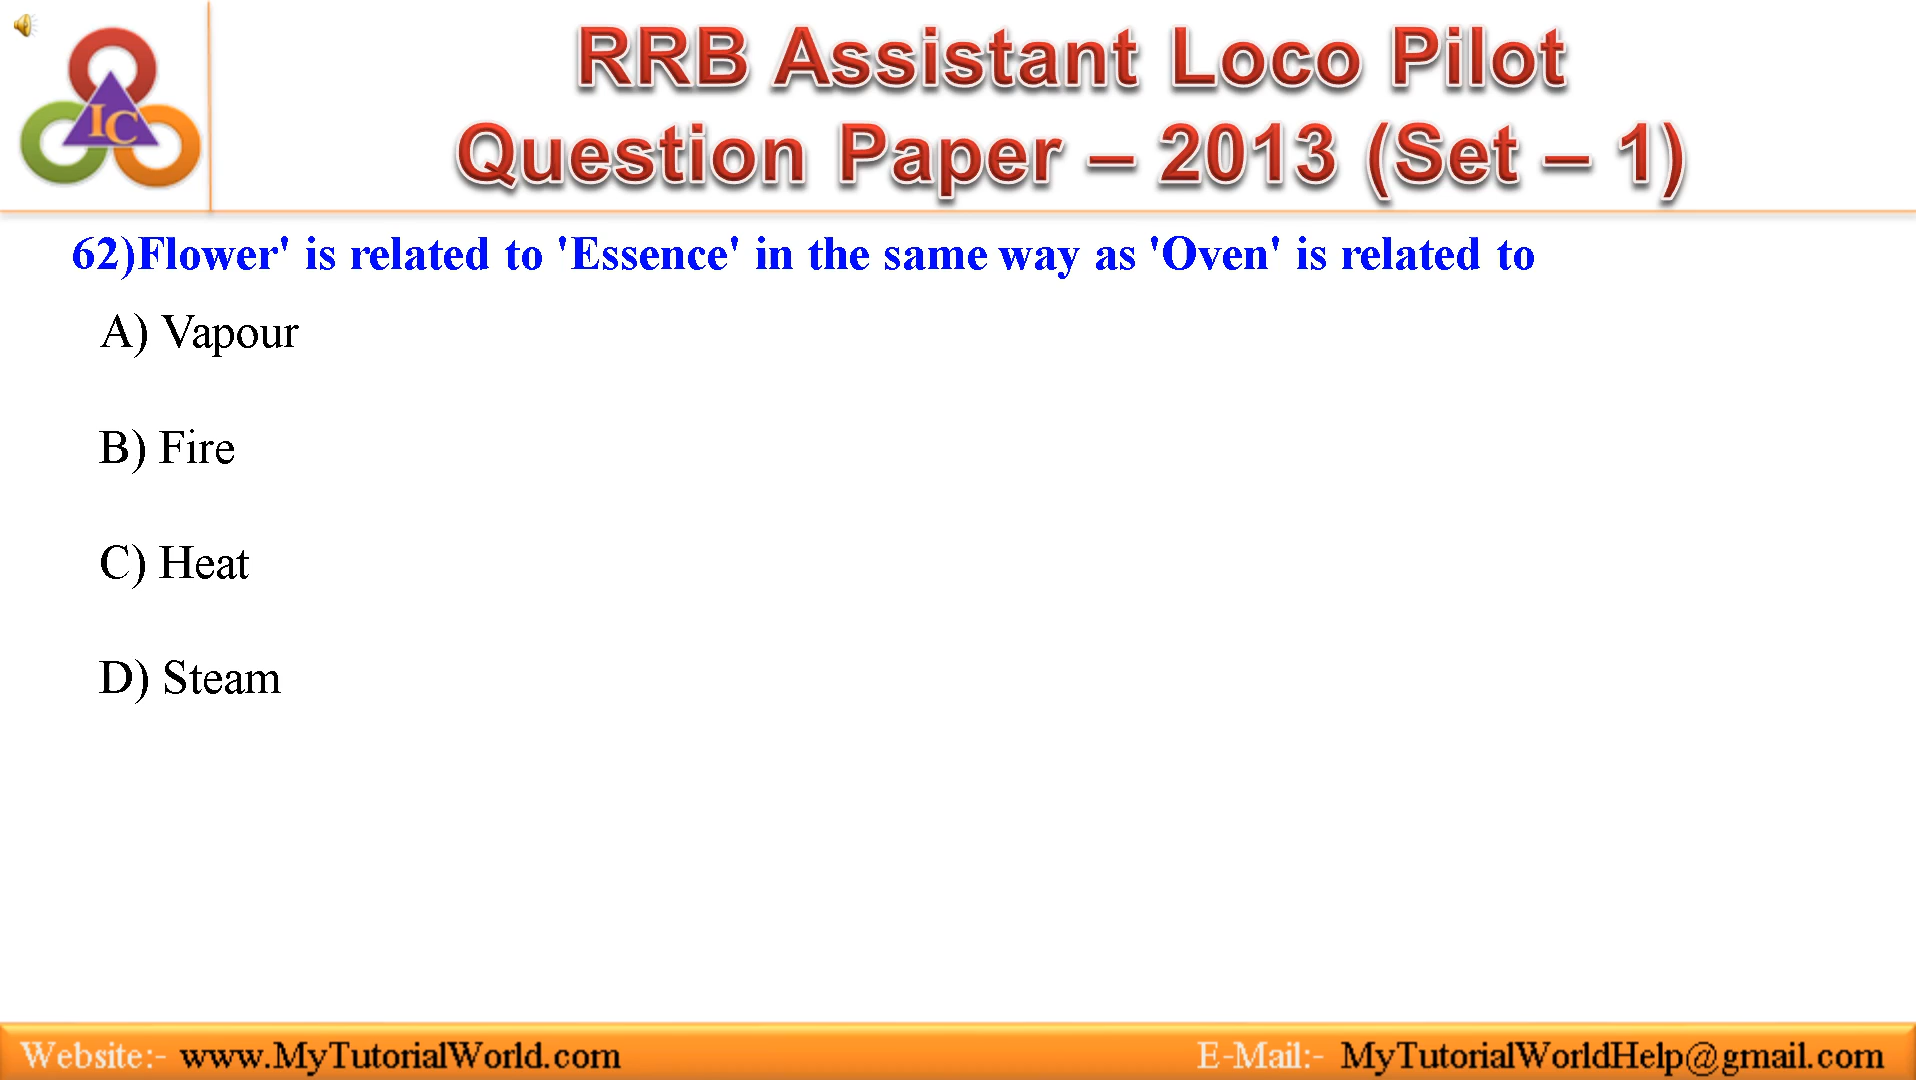 IC
RRB Assistant Loco Pilot
Question Paper – 2013 (Set – 1)
62)Flower' is related to 'Essence' in the same way as 'Oven' is related to
A) Vapour
B) Fire
C) Heat
D) Steam
Website:- www.MyTutorialWorld.com E-Mail:- MyTutorialWorldHelp@gmail.com